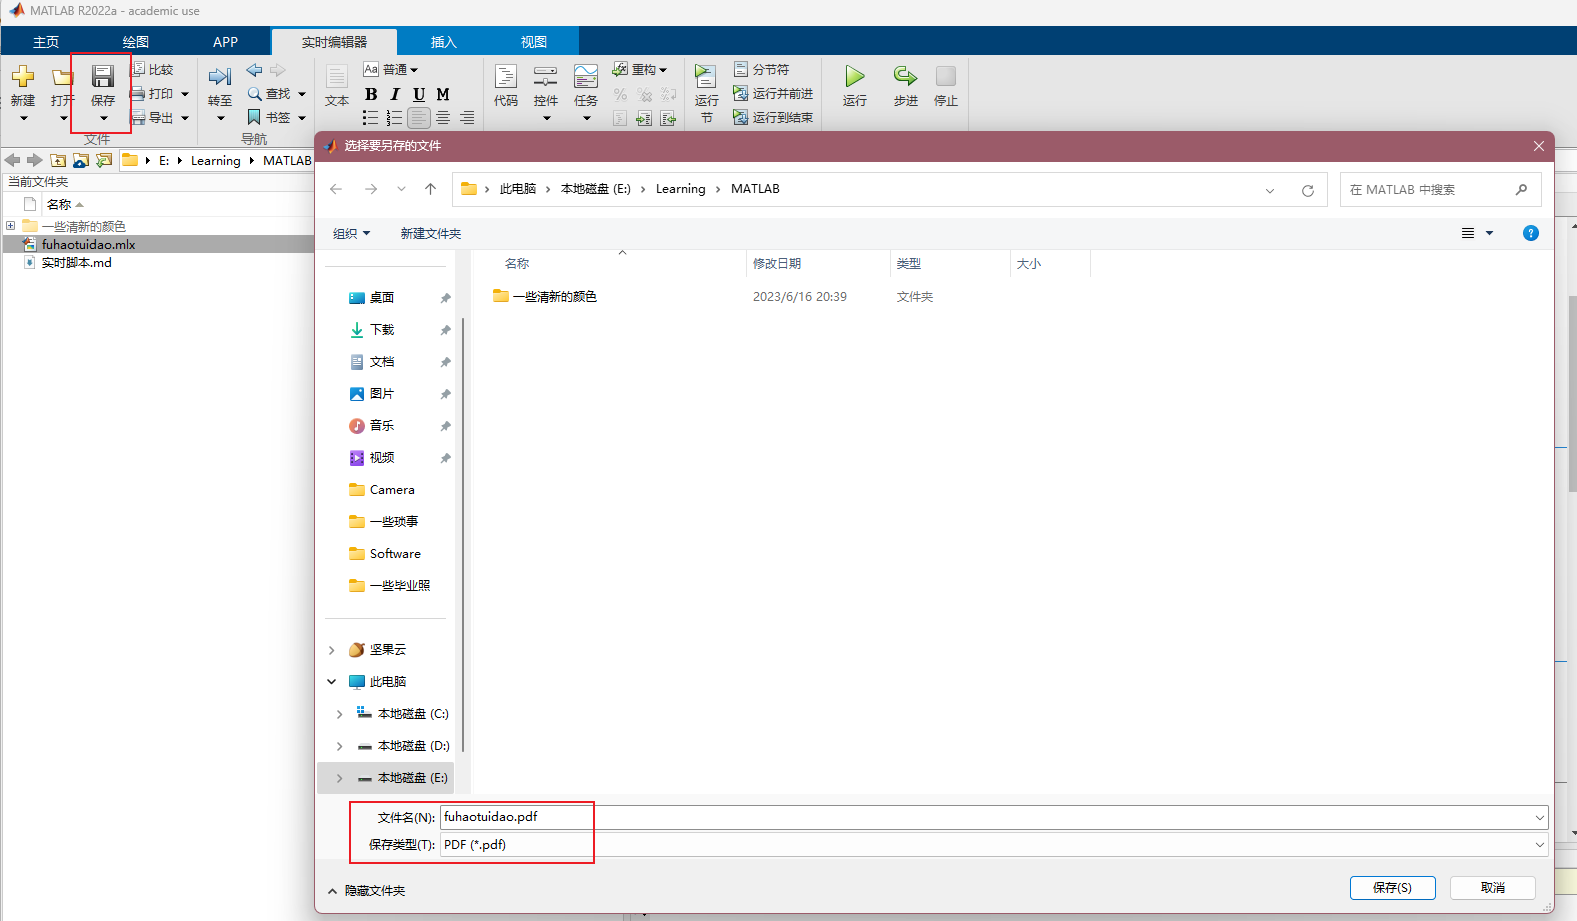 MATLAB R2022a - academic use
主页 绘图 APP 实时编辑器 插入 视图
新建 打开 保存 比较 打印 导出
文件
转至 查找 书签
导航
文本 Aa 普通
B I U M
代码 控件 任务 重构
运行节 分节符 运行并前进 运行到结束
运行 步进 停止
E: Learning MATLAB
当前文件夹
名称
一些清新的颜色
fuhaotuidao.mlx
实时脚本.md
选择要另存的文件
此电脑 本地磁盘 (E:) Learning MATLAB
在 MATLAB 中搜索
组织 新建文件夹
名称 修改日期 类型 大小
一些清新的颜色 2023/6/16 20:39 文件夹
桌面
下载
文档
图片
音乐
视频
Camera
一些琐事
Software
一些毕业照
坚果云
此电脑
本地磁盘 (C:)
本地磁盘 (D:)
本地磁盘 (E:)
文件名(N): fuhaotuidao.pdf
保存类型(T): PDF (*.pdf)
隐藏文件夹
保存(S) 取消